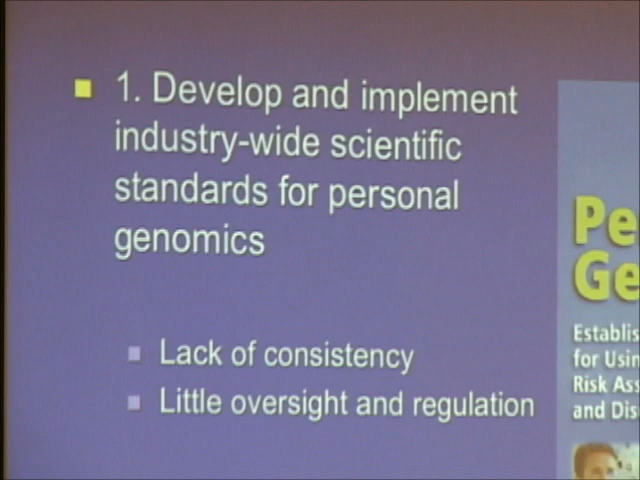 1. Develop and implement
industry-wide scientific
standards for personal
genomics
Lack of consistency
Little oversight and regulation
Pe
Ge
Establis
for Usin
Risk Ass
and Dis